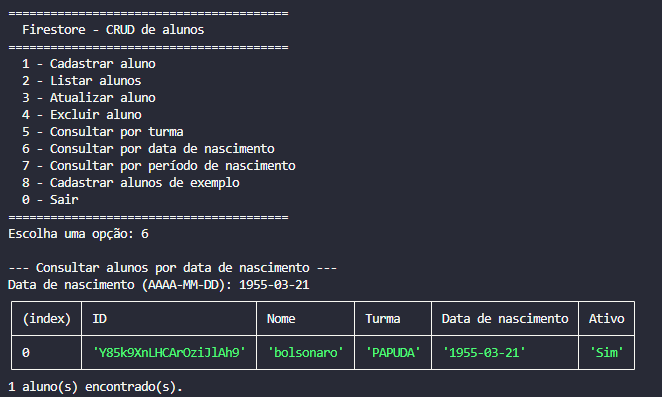 ========================================
Firestore - CRUD de alunos
========================================
1 - Cadastrar aluno
2 - Listar alunos
3 - Atualizar aluno
4 - Excluir aluno
5 - Consultar por turma
6 - Consultar por data de nascimento
7 - Consultar por período de nascimento
8 - Cadastrar alunos de exemplo
0 - Sair
========================================
Escolha uma opção: 6
--- Consultar alunos por data de nascimento ---
Data de nascimento (AAAA-MM-DD): 1955-03-21
(index) ID Nome Turma Data de nascimento Ativo
0 'Y85k9XnLHCArOziJlAh9' 'bolsonaro' 'PAPUDA' '1955-03-21' 'Sim'
1 aluno(s) encontrado(s).